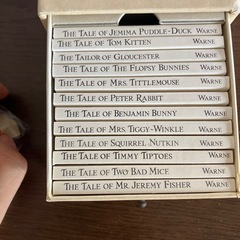 THE TALE OF JEMIMA PUDDLE-DUCK WARNE
THE TALE OF TOM KITTEN WARNE
THE TAILOR OF GLOUCESTER WARNE
THE TALE OF THE FLOPSY BUNNIES WARNE
THE TALE OF MRS. TITTLEMOUSE WARNE
THE TALE OF PETER RABBIT WARNE
THE TALE OF BENJAMIN BUNNY WARNE
THE TALE OF MRS. TIGGY-WINKLE WARNE
THE TALE OF SQUIRREL NUTKIN WARNE
THE TALE OF TIMMY TIPTOES WARNE
THE TALE OF TWO BAD MICE WARNE
THE TALE OF MR JEREMY FISHER WARNE